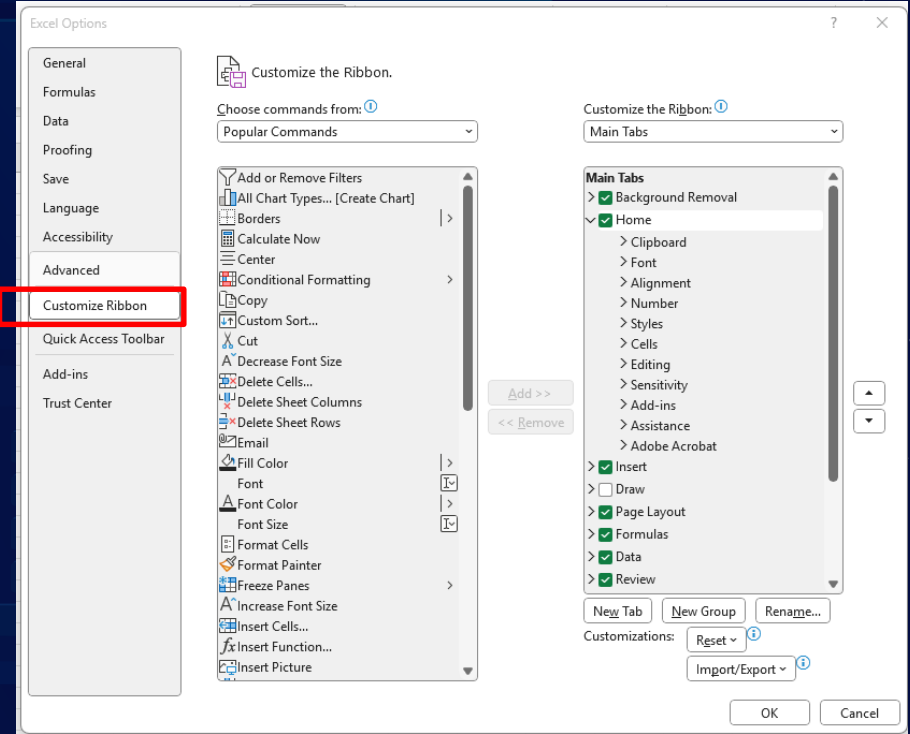 Excel Options
?
General
Formulas
Data
Proofing
Save
Language
Accessibility
Advanced
Customize Ribbon
Quick Access Toolbar
Add-ins
Trust Center
Customize the Ribbon.
Choose commands from:
Popular Commands
Add or Remove Filters
All Chart Types... [Create Chart]
Borders
Calculate Now
Center
Conditional Formatting
Copy
Custom Sort...
Cut
Decrease Font Size
Delete Cells...
Delete Sheet Columns
Delete Sheet Rows
Email
Fill Color
Font
Font Color
Font Size
Format Cells
Format Painter
Freeze Panes
Increase Font Size
Insert Cells...
Insert Function...
Insert Picture
Add >>
<< Remove
Customize the Ribbon:
Main Tabs
Main Tabs
Background Removal
Home
Clipboard
Font
Alignment
Number
Styles
Cells
Editing
Sensitivity
Add-ins
Assistance
Adobe Acrobat
Insert
Draw
Page Layout
Formulas
Data
Review
New Tab New Group Rename...
Customizations: Reset
Import/Export
OK Cancel